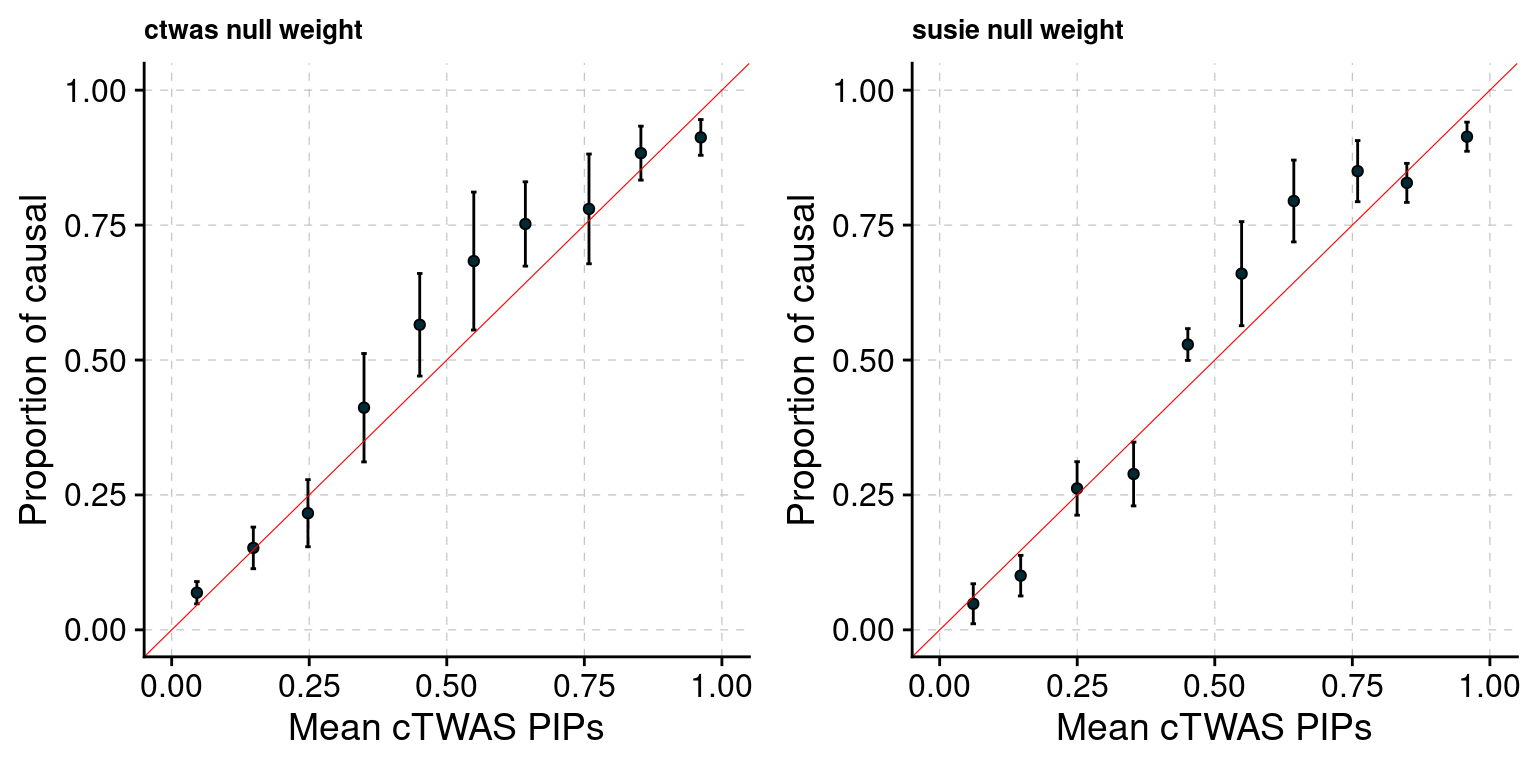 ctwas null weight
Proportion of causal
1.00
0.75
0.50
0.25
0.00
0.00 0.25 0.50 0.75 1.00
Mean cTWAS PIPs
susie null weight
Proportion of causal
1.00
0.75
0.50
0.25
0.00
0.00 0.25 0.50 0.75 1.00
Mean cTWAS PIPs